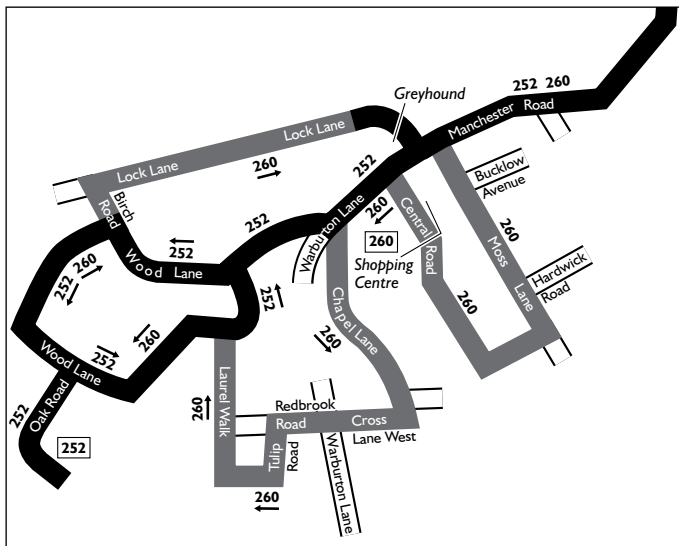 252 260
Greyhound
Manchester Road
Lock Lane
252
Lock Lane
260
Bucklow
Avenue
Birch
Road
260
252
260
Central
Road
Warburton Lane
260
252
Wood Lane
Shopping
Centre
Moss
Lane
Hardwick
Road
252
260
252
260
Chapel Lane
260
260
252
Wood Lane
252
Oak Road
260
Laurel Walk
Redbrook
Road
Cross
Lane West
252
Tulip
Road
Warburton Lane
260